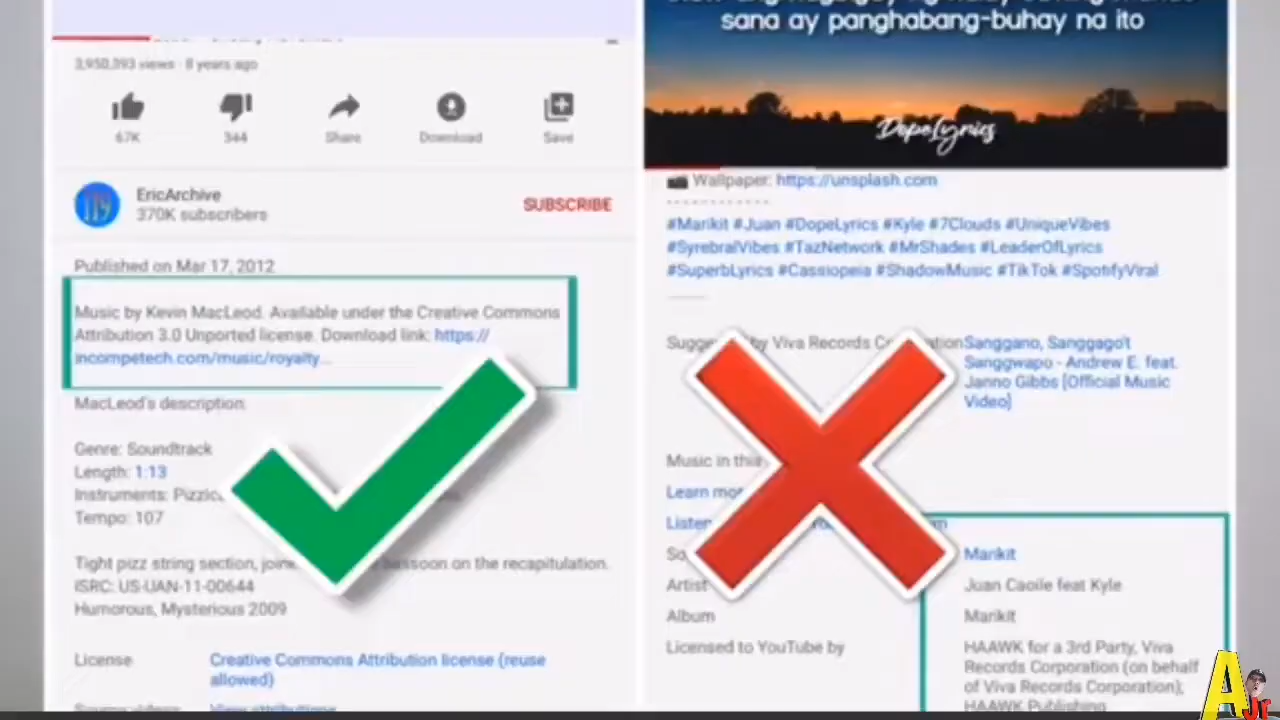 3,950,393 views · 8 years ago
67K
344
Share
Download
Save
EricArchive
370K subscribers
SUBSCRIBE
Published on Mar 17, 2012
Music by Kevin MacLeod. Available under the Creative Commons
Attribution 3.0 Unported license. Download link: https://
incompetech.com/music/royalty...
MacLeod's description:
Genre: Soundtrack
Length: 1:13
Instruments:
Tempo: 107
Tight pizz string section, bassoon on the recapitulation.
ISRC: US-UAN-11-00644
Humorous, Mysterious 2009
License
Creative Commons Attribution license (reuse
allowed)
View attributions
sana ay panghabang-buhay na ito
DopeLyrics
Wallpaper: https://unsplash.com
------------
#Marikit #Juan #DopeLyrics #Kyle #7Clouds #UniqueVibes
#SyrebralVibes #TazNetwork #MrShades #LeaderOfLyrics
#SuperbLyrics #Cassiopeia #ShadowMusic #TikTok #SpotifyViral
by Viva Records
Sanggano, Sanggago't
Sanggwapo - Andrew E. feat.
Janno Gibbs [Official Music
Video]
Music in
Learn
Marikit
Artist
Juan Caoile feat Kyle
Album
Marikit
Licensed to YouTube by
HAAWK for a 3rd Party, Viva
Records Corporation (on behalf
of Viva Records Corporation);
HAAWK Publishing
A
Jr